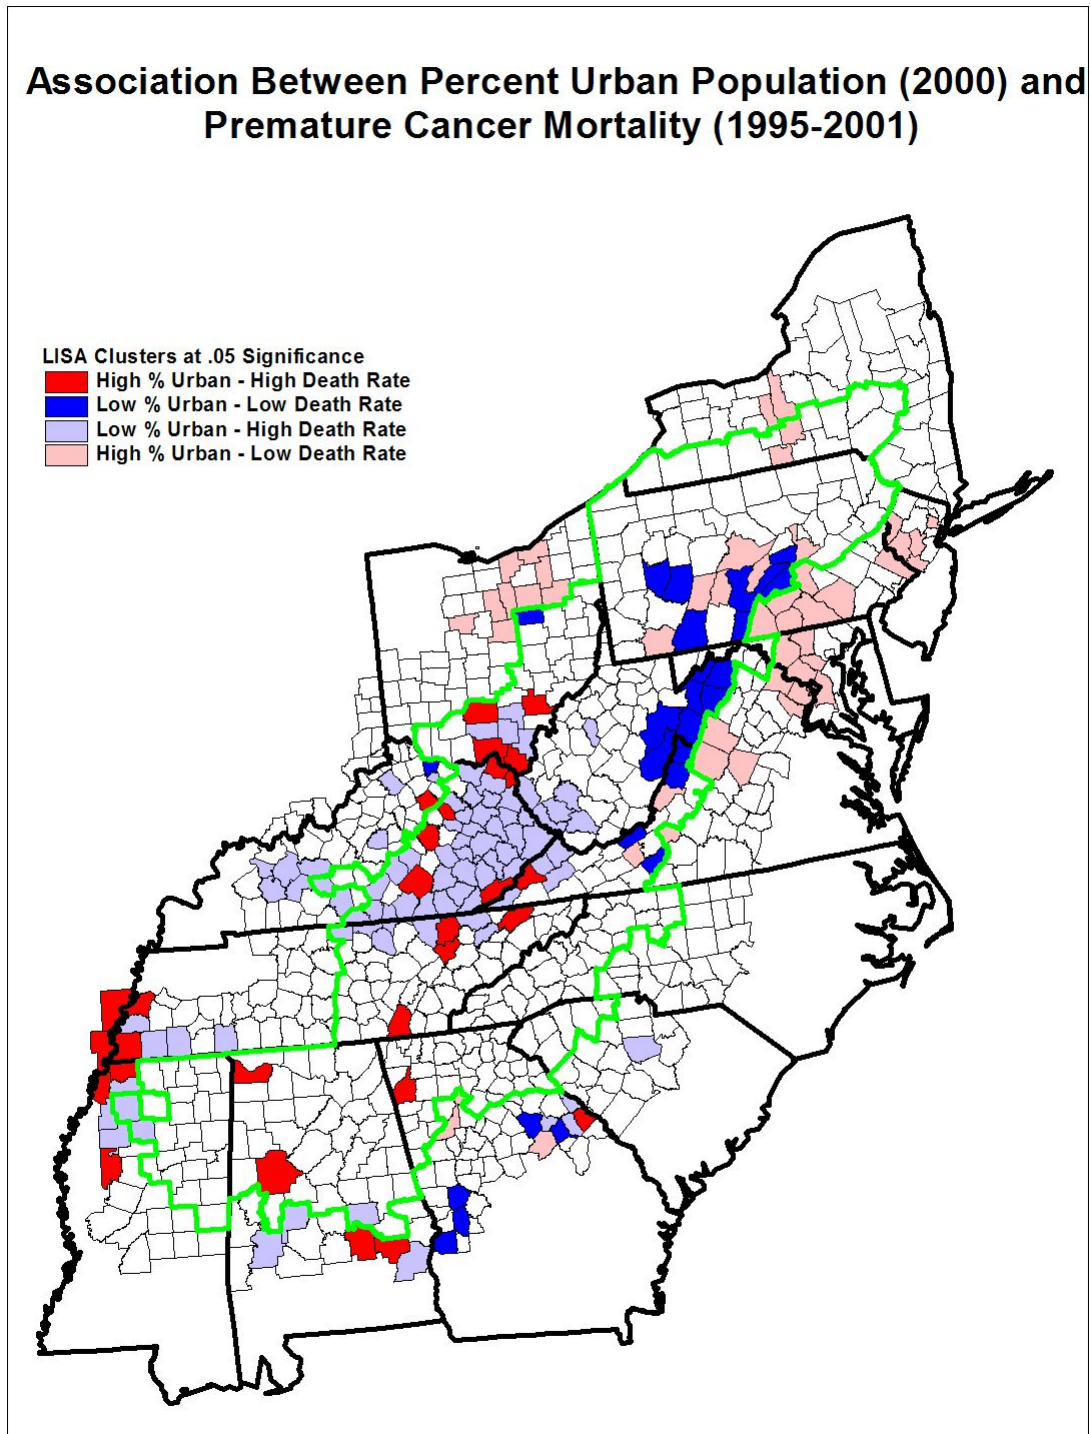 Association Between Percent Urban Population (2000) and
Premature Cancer Mortality (1995-2001)
LISA Clusters at .05 Significance
High % Urban - High Death Rate
Low % Urban - Low Death Rate
Low % Urban - High Death Rate
High % Urban - Low Death Rate